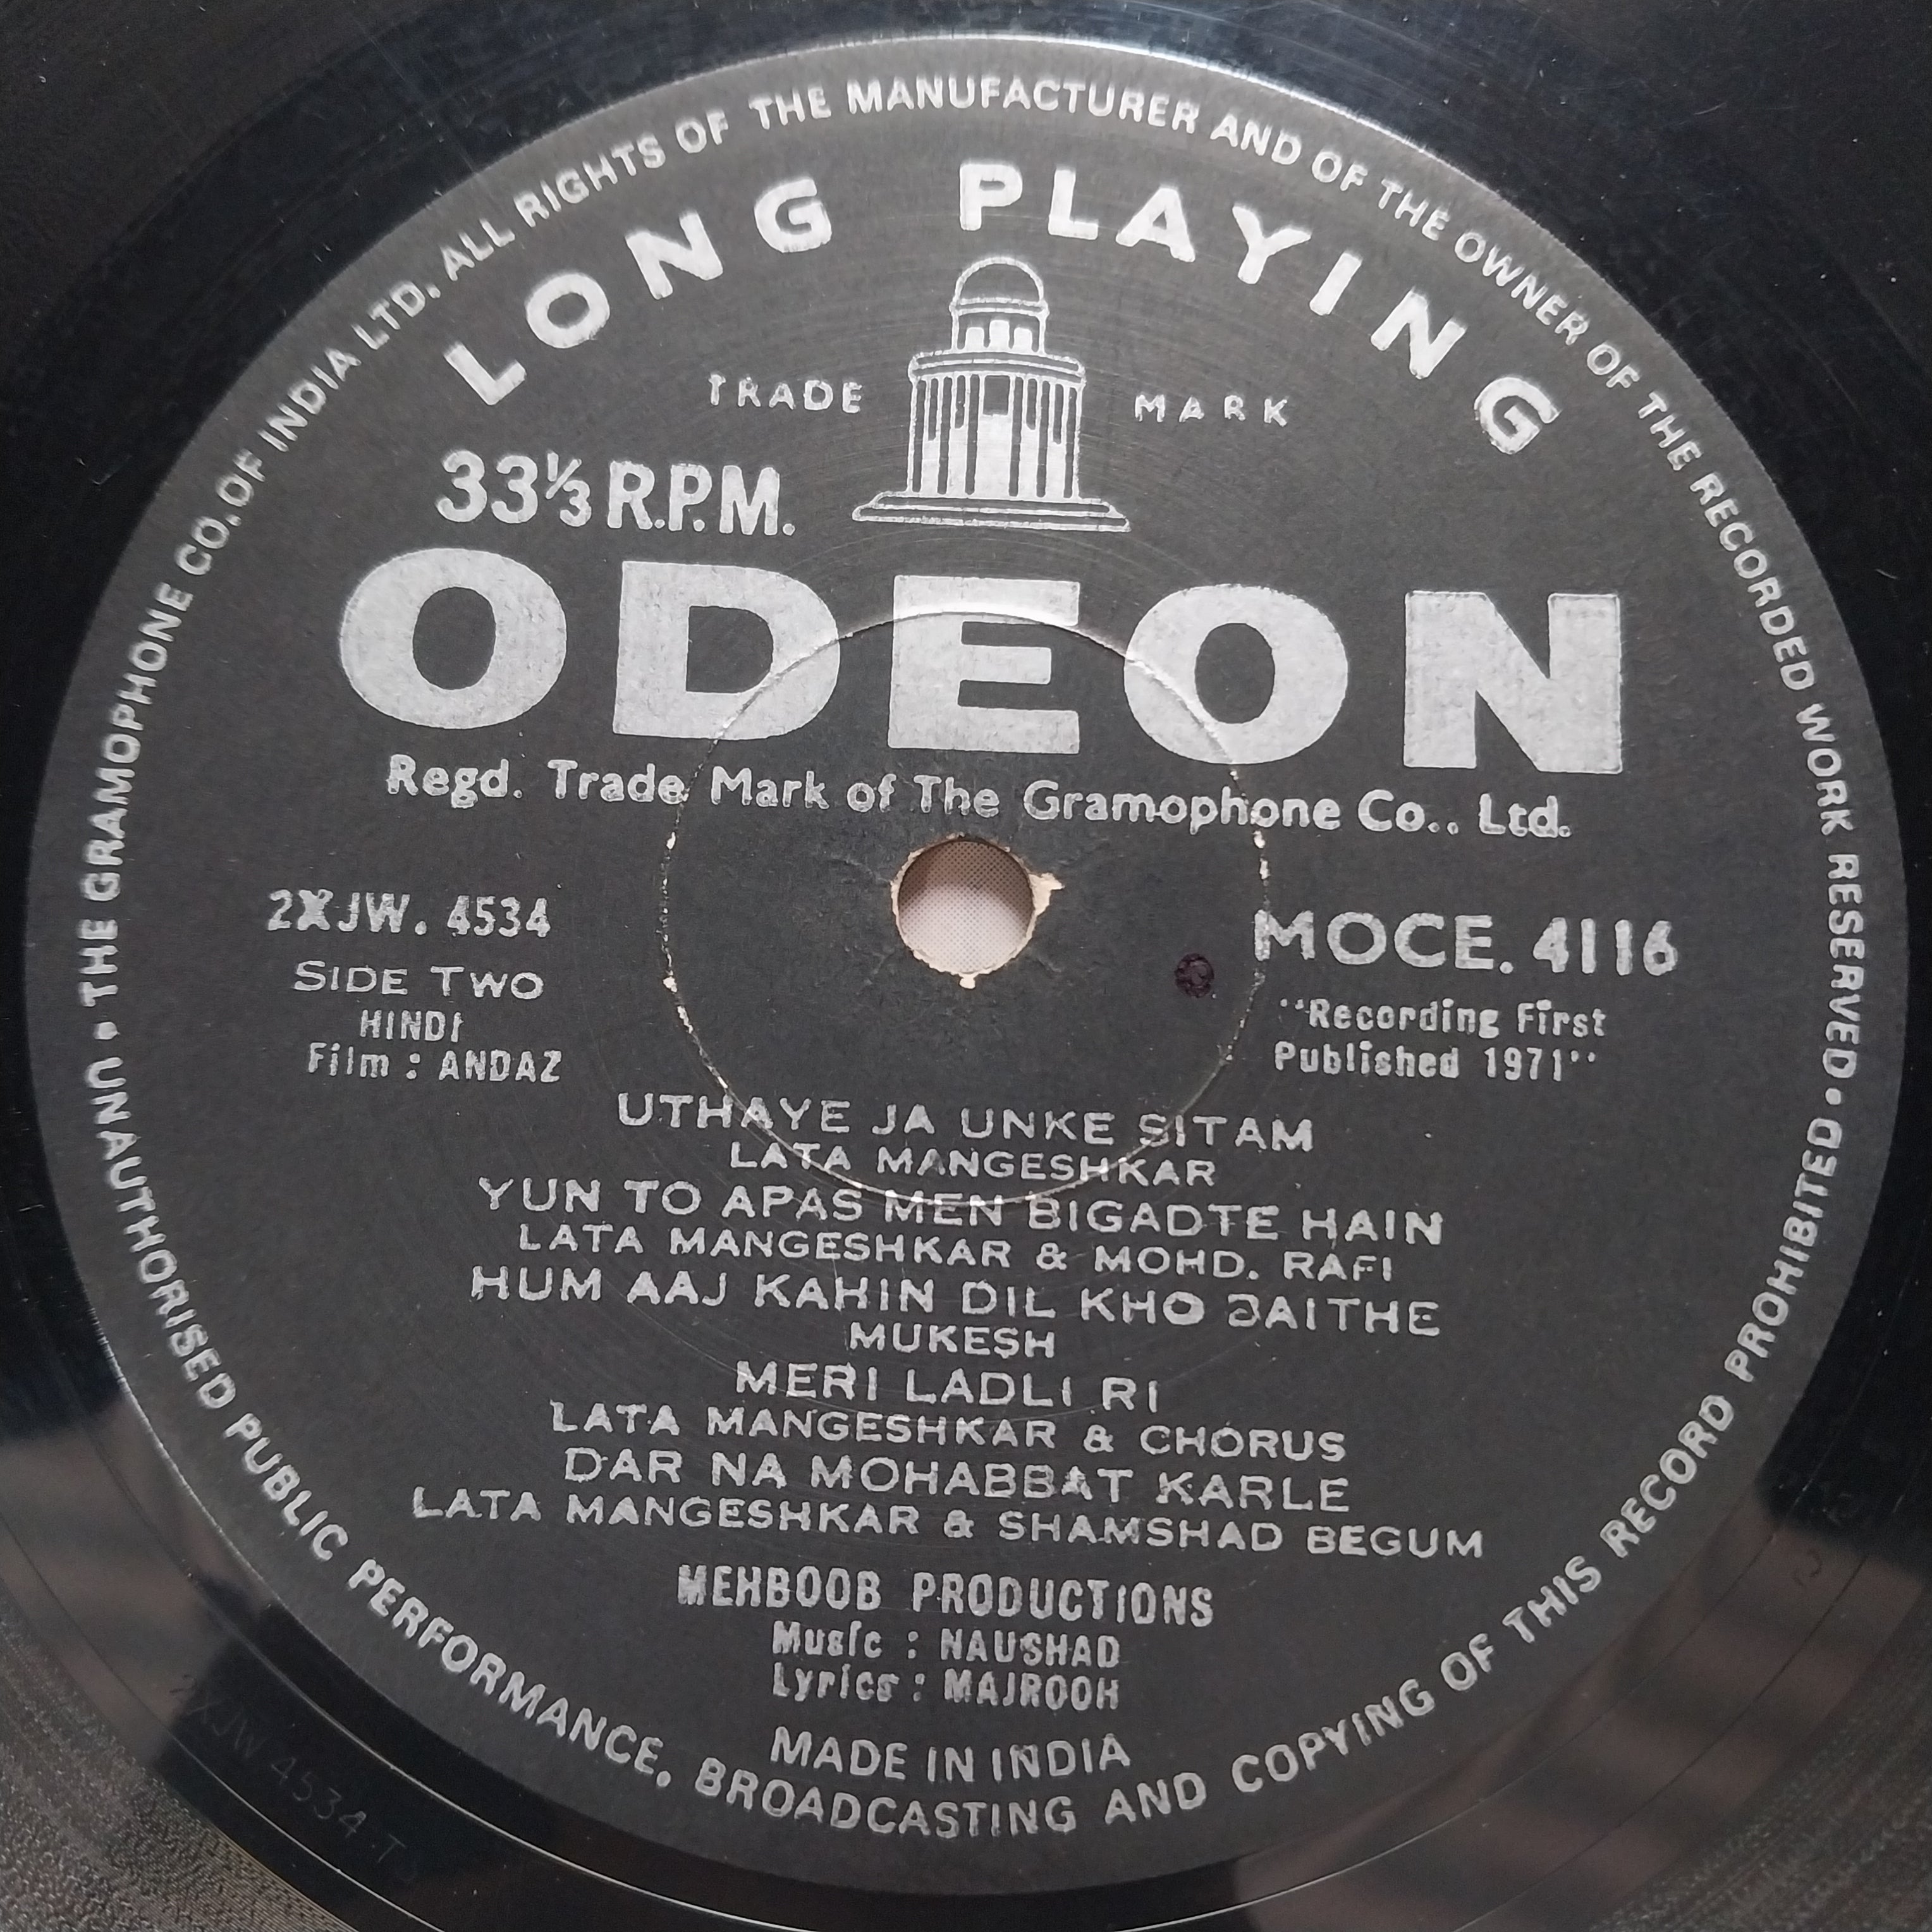 THE GRAMOPHONE CO. OF INDIA LTD. ALL RIGHTS OF THE MANUFACTURER AND OF THE OWNER OF THE RECORDED WORK RESERVED • UNAUTHORISED PUBLIC PERFORMANCE, BROADCASTING AND COPYING OF THIS RECORD PROHIBITED •
LONG PLAYING
TRADE MARK
33⅓ R.P.M.
ODEON
Regd. Trade Mark of The Gramophone Co., Ltd.
2XJW. 4534
SIDE TWO
HINDI
Film : ANDAZ
MOCE. 4116
"Recording First
Published 1971"
UTHAYE JA UNKE SITAM
LATA MANGESHKAR
YUN TO APAS MEN BIGADTE HAIN
LATA MANGESHKAR & MOHD. RAFI
HUM AAJ KAHIN DIL KHO BAITHE
MUKESH
MERI LADLI RI
LATA MANGESHKAR & CHORUS
DAR NA MOHABBAT KARLE
LATA MANGESHKAR & SHAMSHAD BEGUM
MEHBOOB PRODUCTIONS
Music : NAUSHAD
Lyrics : MAJROOH
MADE IN INDIA
XJW 4534